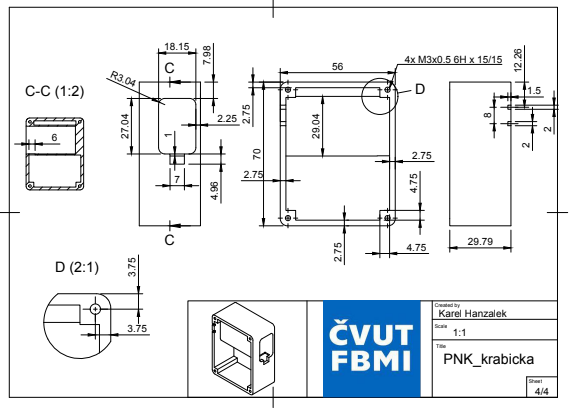 18.15
7.98
56
4x M3x0.5 6H x 15/15
12.26
C
R3.04
D
C-C (1:2)
1.5
2.75
6
27.04
1
2.25
29.04
8
2
2
70
2.75
7
4.96
2.75
4.75
C
2.75
4.75
29.79
D (2:1)
3.75
3.75
ČVUT
FBMI
Created by
Karel Hanzalek
Scale
1:1
Title
PNK_krabicka
Sheet
4/4